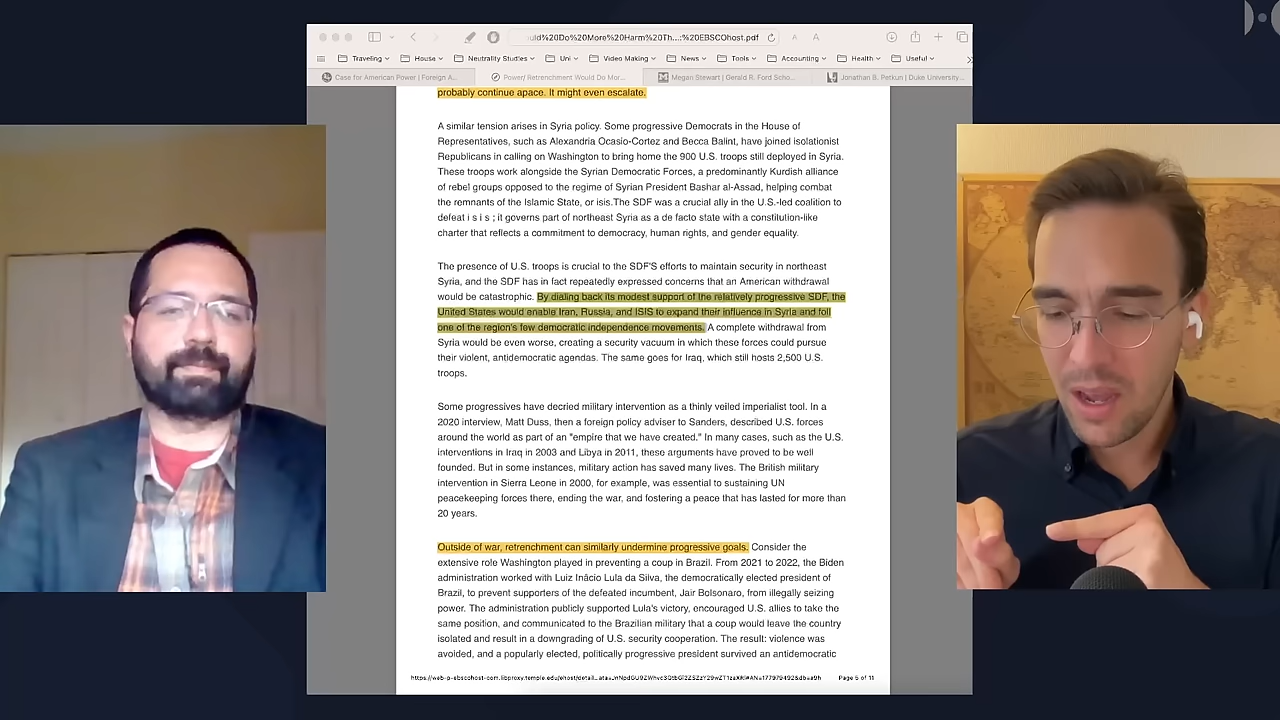 uld%20Do%20More%20Harm%20Th...:%20EBSCOhost.pdf
A A
Traveling House Neutrality Studies Uni Video Making News Tools Accounting Health Useful
Case for American Power | Foreign A... Power/ Retrenchment Would Do Mor... Megan Stewart | Gerald R. Ford Scho... Jonathan B. Petkun | Duke University...
probably continue apace. It might even escalate.
A similar tension arises in Syria policy. Some progressive Democrats in the House of
Representatives, such as Alexandria Ocasio-Cortez and Becca Balint, have joined isolationist
Republicans in calling on Washington to bring home the 900 U.S. troops still deployed in Syria.
These troops work alongside the Syrian Democratic Forces, a predominantly Kurdish alliance
of rebel groups opposed to the regime of Syrian President Bashar al-Assad, helping combat
the remnants of the Islamic State, or isis.The SDF was a crucial ally in the U.S.-led coalition to
defeat i s i s ; it governs part of northeast Syria as a de facto state with a constitution-like
charter that reflects a commitment to democracy, human rights, and gender equality.
The presence of U.S. troops is crucial to the SDF'S efforts to maintain security in northeast
Syria, and the SDF has in fact repeatedly expressed concerns that an American withdrawal
would be catastrophic. By dialing back its modest support of the relatively progressive SDF, the
United States would enable Iran, Russia, and ISIS to expand their influence in Syria and foil
one of the region's few democratic independence movements. A complete withdrawal from
Syria would be even worse, creating a security vacuum in which these forces could pursue
their violent, antidemocratic agendas. The same goes for Iraq, which still hosts 2,500 U.S.
troops.
Some progressives have decried military intervention as a thinly veiled imperialist tool. In a
2020 interview, Matt Duss, then a foreign policy adviser to Sanders, described U.S. forces
around the world as part of an "empire that we have created." In many cases, such as the U.S.
interventions in Iraq in 2003 and Libya in 2011, these arguments have proved to be well
founded. But in some instances, military action has saved many lives. The British military
intervention in Sierra Leone in 2000, for example, was essential to sustaining UN
peacekeeping forces there, ending the war, and fostering a peace that has lasted for more than
20 years.
Outside of war, retrenchment can similarly undermine progressive goals. Consider the
extensive role Washington played in preventing a coup in Brazil. From 2021 to 2022, the Biden
administration worked with Luiz Inácio Lula da Silva, the democratically elected president of
Brazil, to prevent supporters of the defeated incumbent, Jair Bolsonaro, from illegally seizing
power. The administration publicly supported Lula's victory, encouraged U.S. allies to take the
same position, and communicated to the Brazilian military that a coup would leave the country
isolated and result in a downgrading of U.S. security cooperation. The result: violence was
avoided, and a popularly elected, politically progressive president survived an antidemocratic
Page 5 of 11